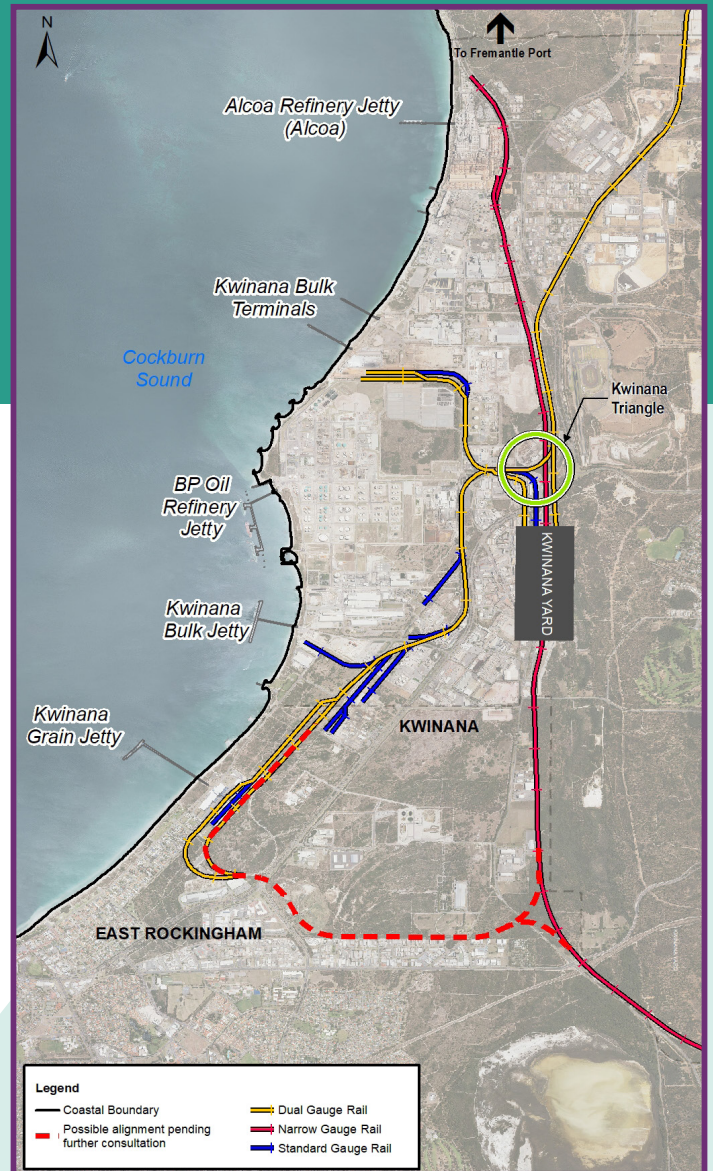 N
To Fremantle Port
Alcoa Refinery Jetty
(Alcoa)
Kwinana Bulk
Terminals
Cockburn
Sound
Kwinana
Triangle
BP Oil
Refinery
Jetty
KWINANA YARD
Kwinana
Bulk Jetty
Kwinana
Grain Jetty
KWINANA
EAST ROCKINGHAM
Legend
Coastal Boundary
Possible alignment pending
further consultation
Dual Gauge Rail
Narrow Gauge Rail
Standard Gauge Rail